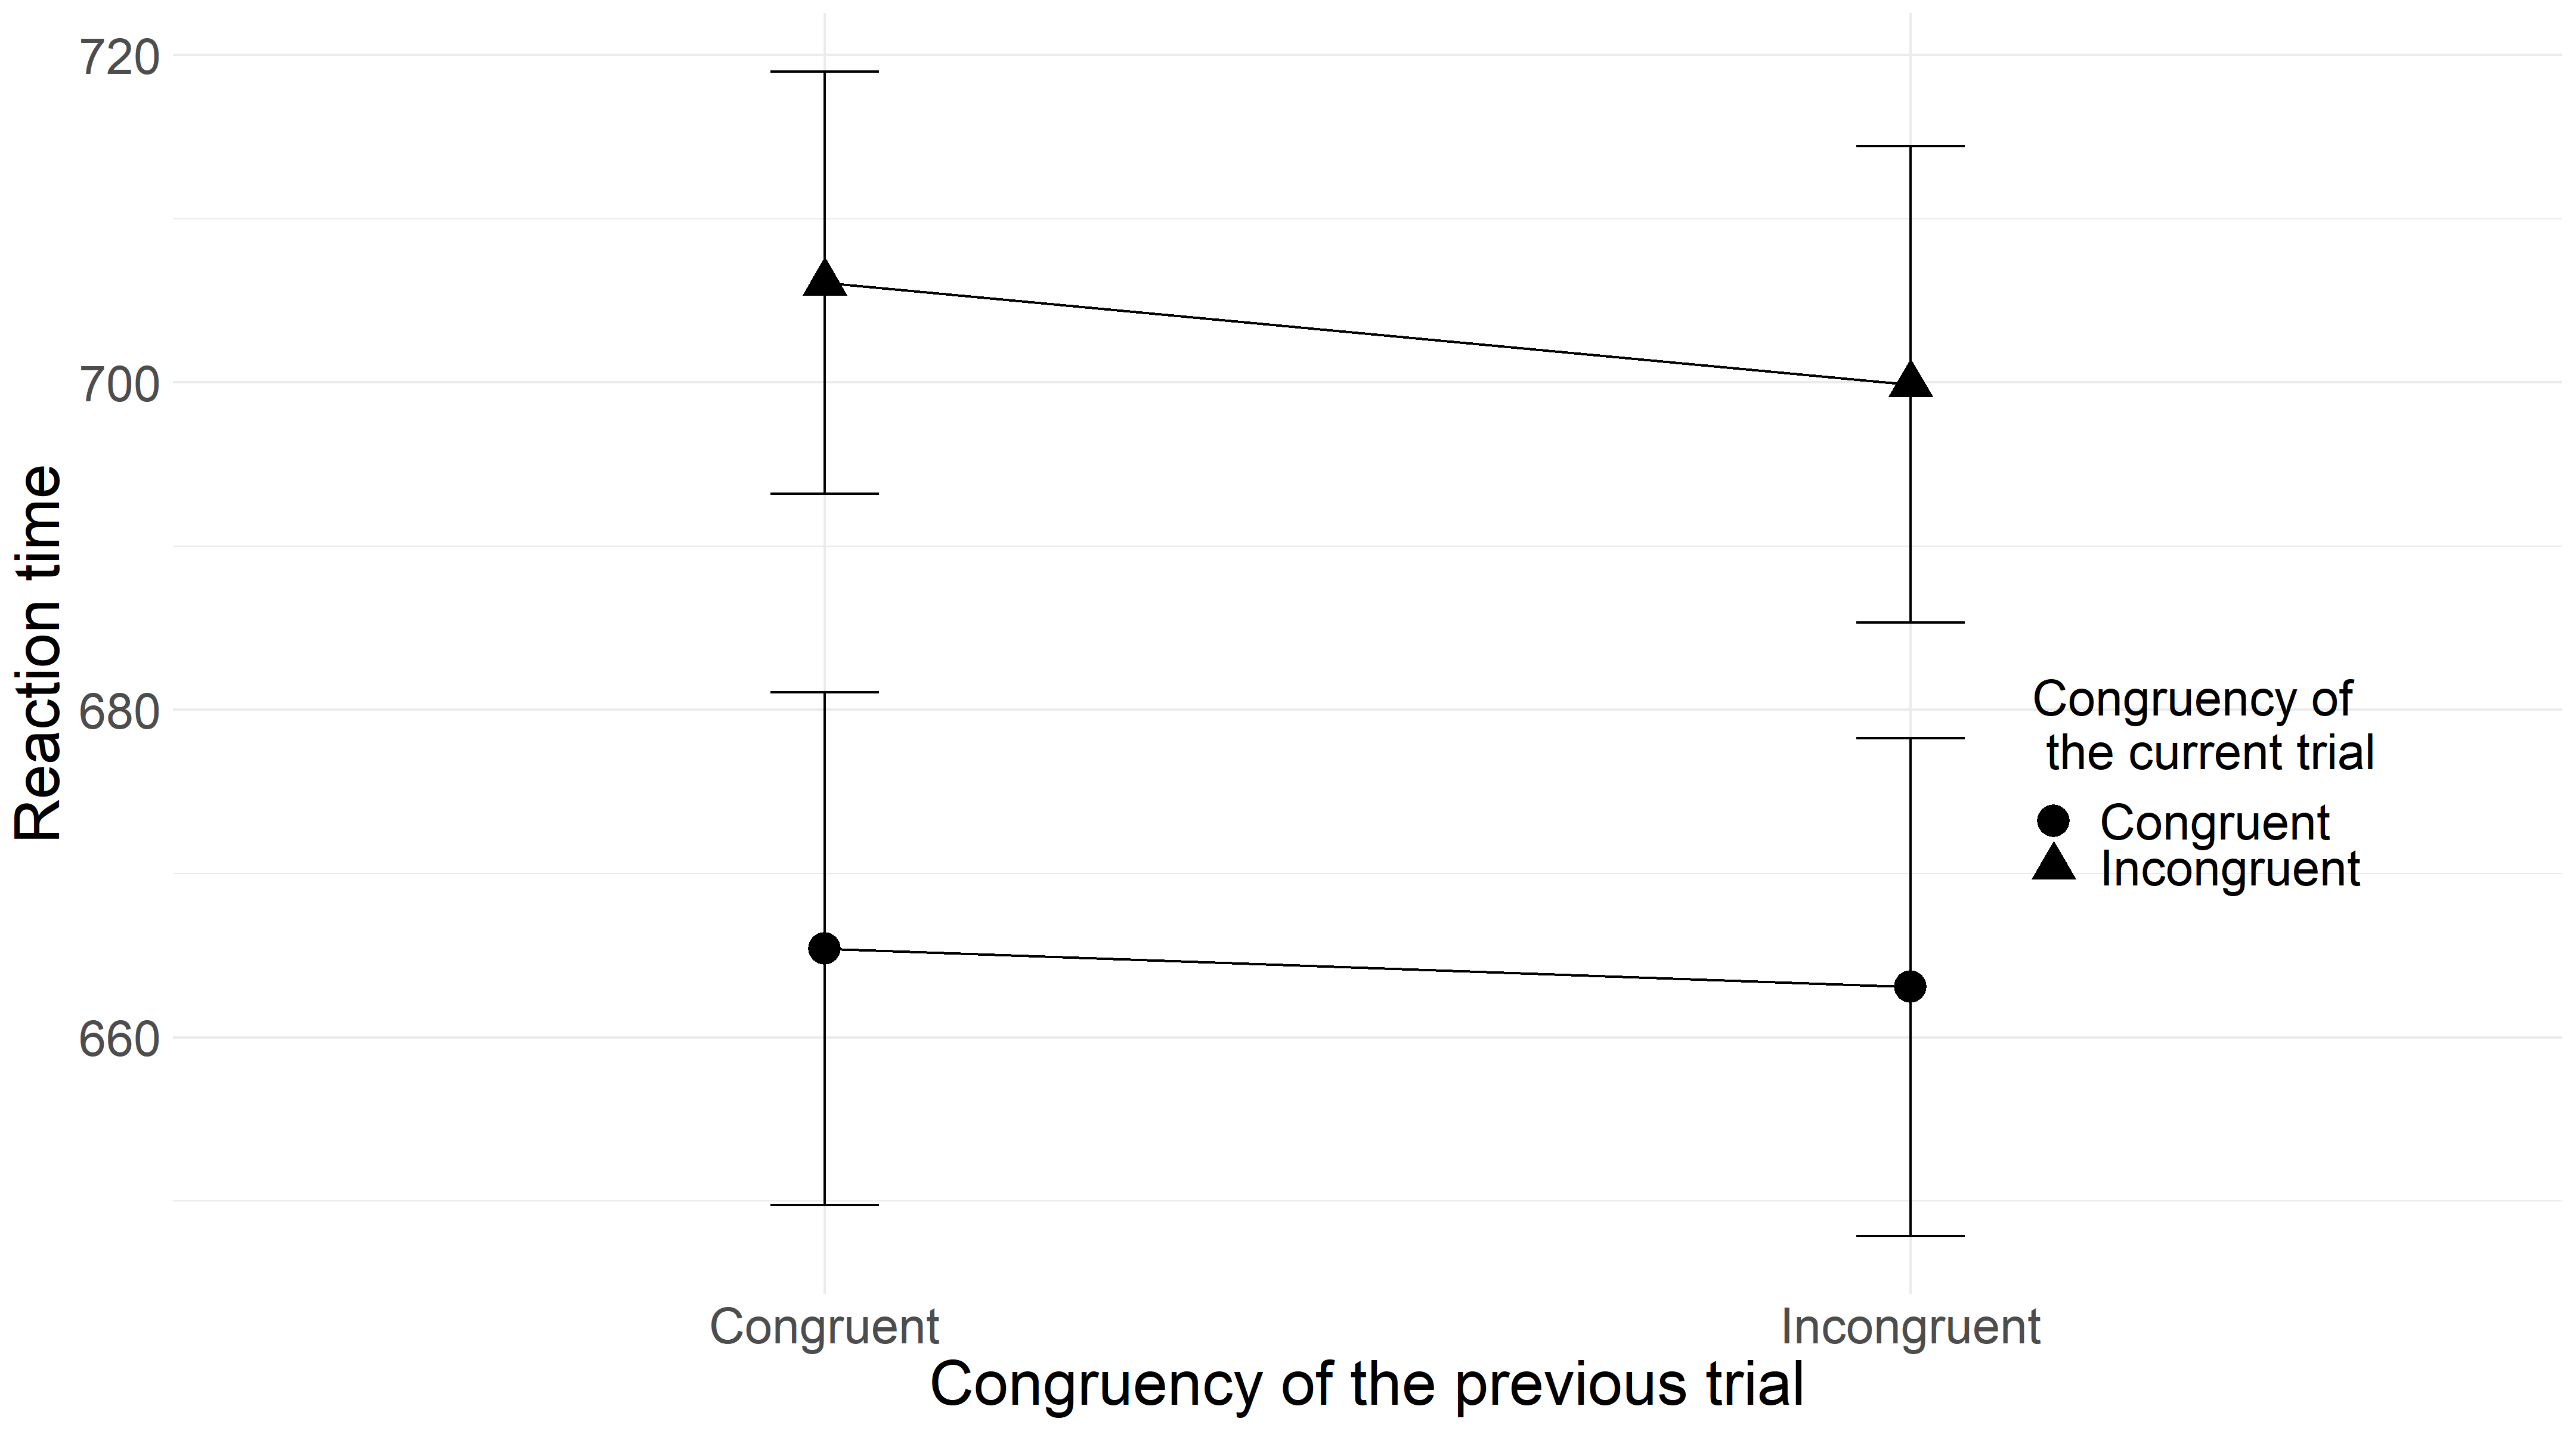 720
700
680
660
Reaction time
Congruency of
the current trial
Congruent
Incongruent
Congruent
Incongruent
Congruency of the previous trial